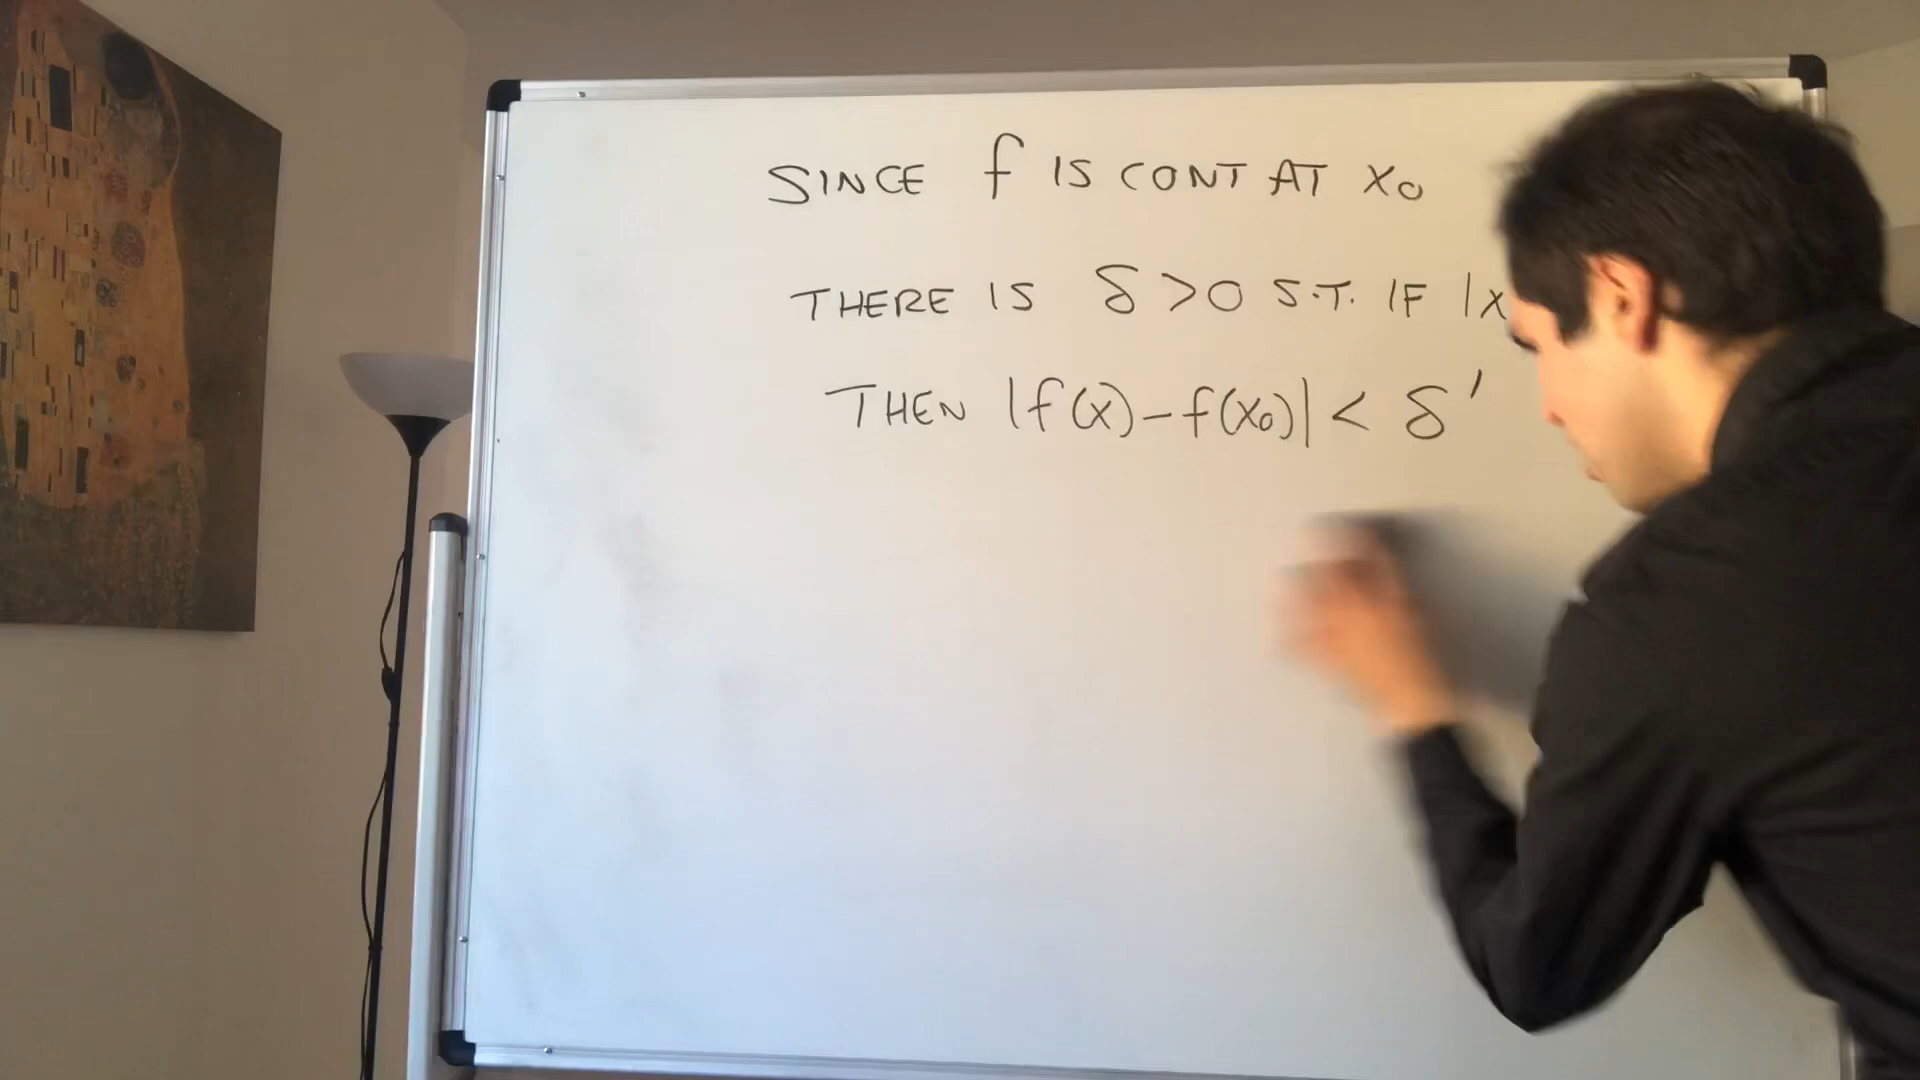 SINCE f IS CONT AT x₀
THERE IS δ>0 S.T. IF |x
THEN |f(x)-f(x₀)| < δ'